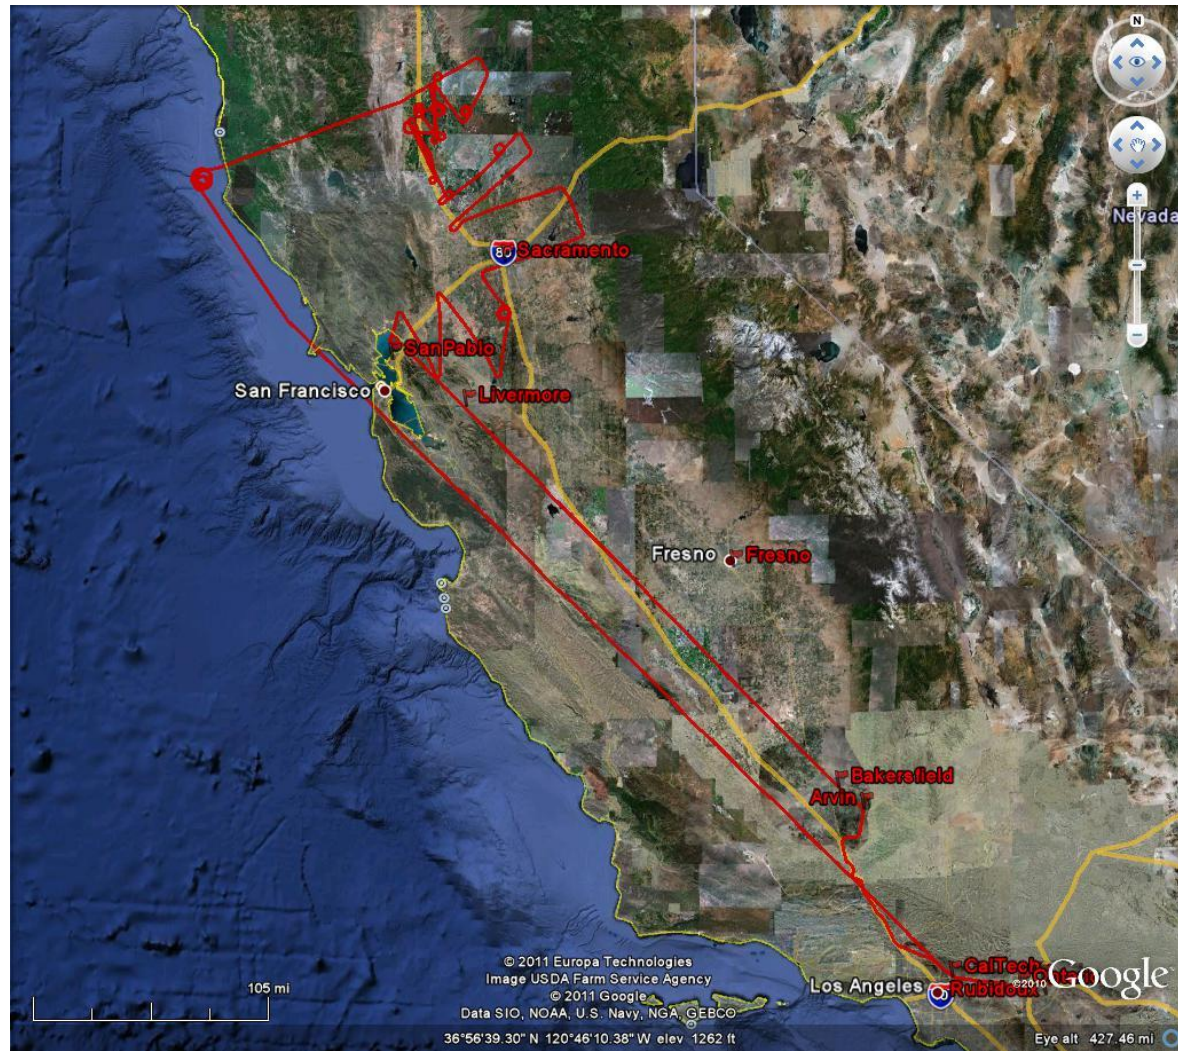 N
Nevada
80
Sacramento
SanPablo
San Francisco
Livermore
Fresno
Fresno
Bakersfield
Arvin
105 mi
© 2011 Europa Technologies
Image USDA Farm Service Agency
© 2011 Google
Data SIO, NOAA, U.S. Navy, NGA, GEBCO
CalTech
Los Angeles
Rubidoux
©2010 Google
36°56'39.30" N 120°46'10.38" W elev 1262 ft
Eye alt 427.46 mi